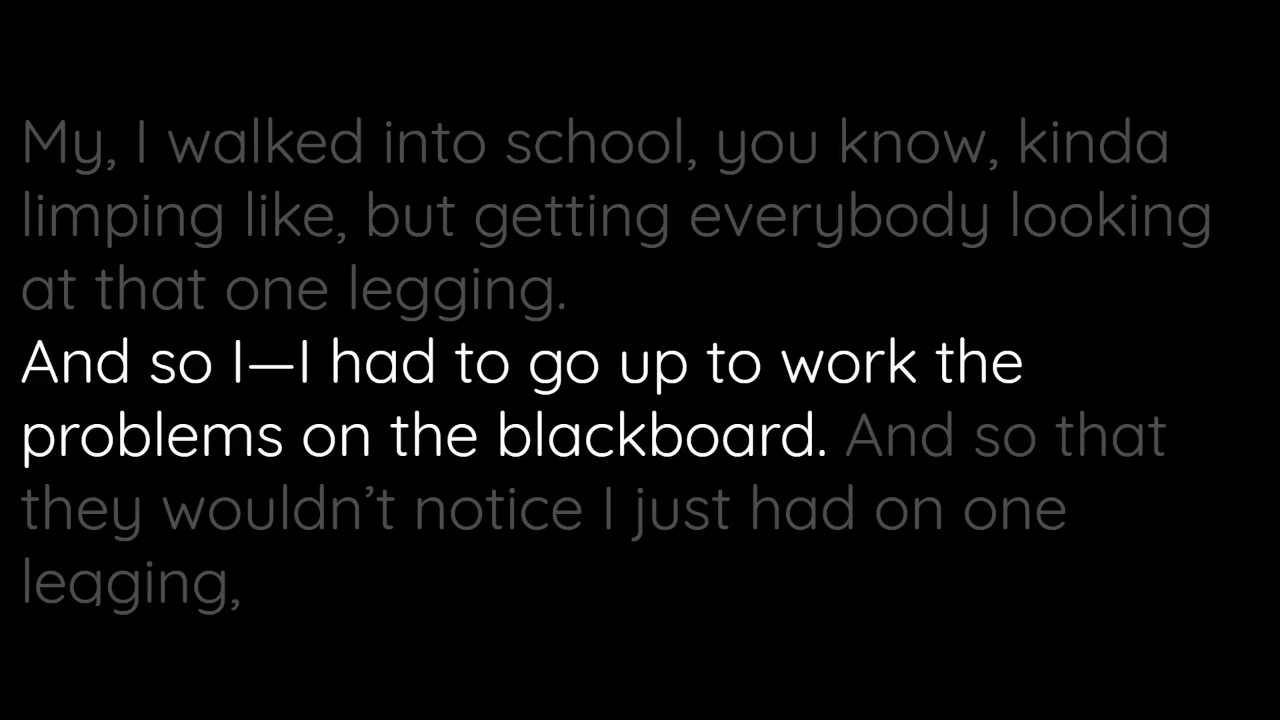 My, I walked into school, you know, kinda
limping like, but getting everybody looking
at that one legging.
And so I—I had to go up to work the
problems on the blackboard. And so that
they wouldn’t notice I just had on one
legging,